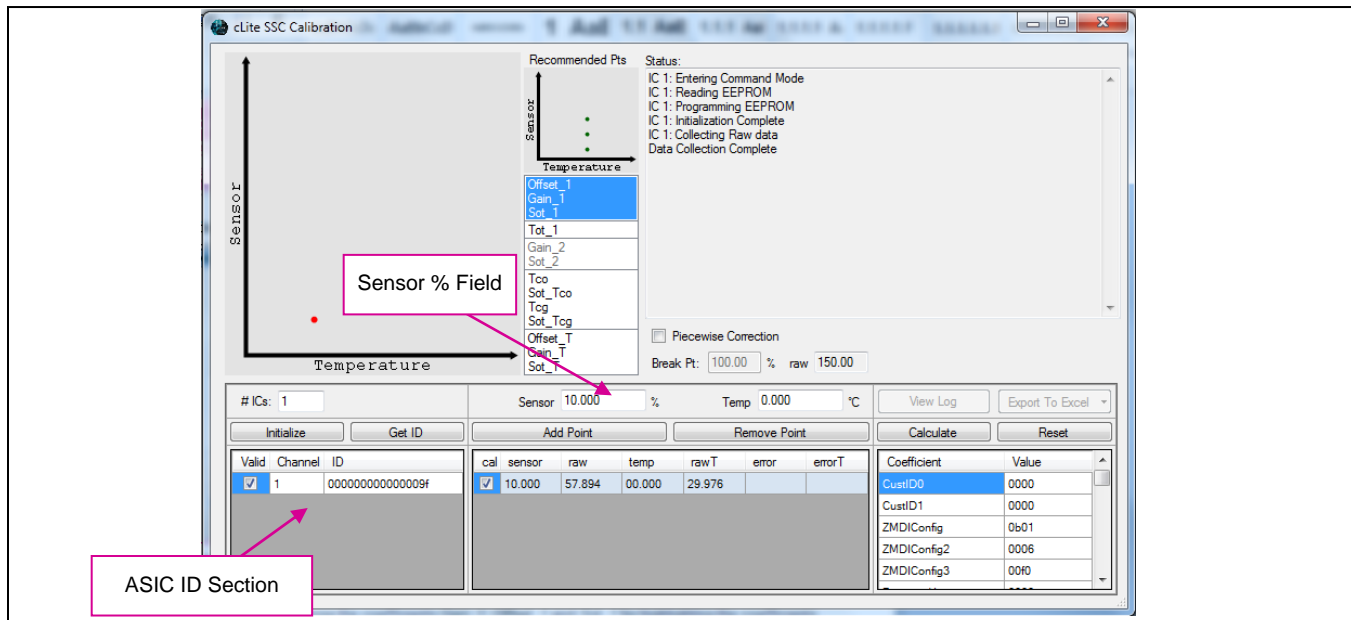 cLite SSC Calibration
Recommended Pts
Sensor
Temperature
Sensor
Temperature
Offset_1
Gain_1
Sot_1
Tot_1
Gain_2
Sot_2
Tco
Sot_Tco
Tcg
Sot_Tcg
Offset_T
Gain_T
Sot_T
Status:
IC 1: Entering Command Mode
IC 1: Reading EEPROM
IC 1: Programming EEPROM
IC 1: Initialization Complete
IC 1: Collecting Raw data
Data Collection Complete
Sensor % Field
Piecewise Correction
Break Pt: 100.00 % raw 150.00
# ICs: 1
Sensor 10.000 % Temp 0.000 °C
View Log Export To Excel
Initialize Get ID Add Point Remove Point Calculate Reset
Valid Channel ID
1 000000000000009f
cal sensor raw temp rawT error errorT
10.000 57.894 00.000 29.976
Coefficient Value
CustID0 0000
CustID1 0000
ZMDIConfig 0b01
ZMDIConfig2 0006
ZMDIConfig3 00f0
ASIC ID Section